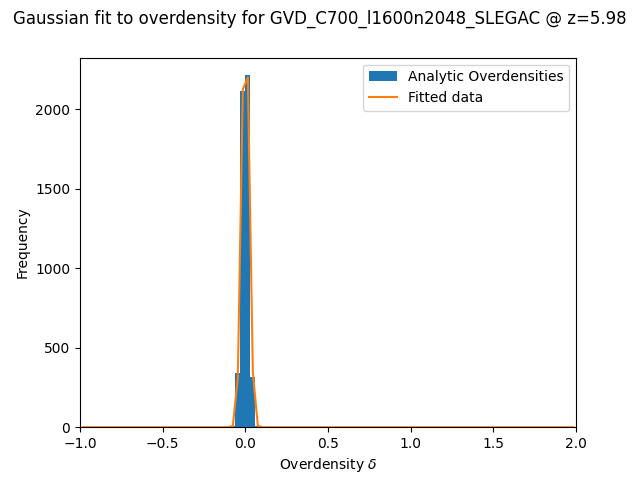 Gaussian fit to overdensity for GVD_C700_l1600n2048_SLEGAC @ z=5.98
Analytic Overdensities
Fitted data
Frequency
2000
1500
1000
500
0
−1.0 −0.5 0.0 0.5 1.0 1.5 2.0
Overdensity δ